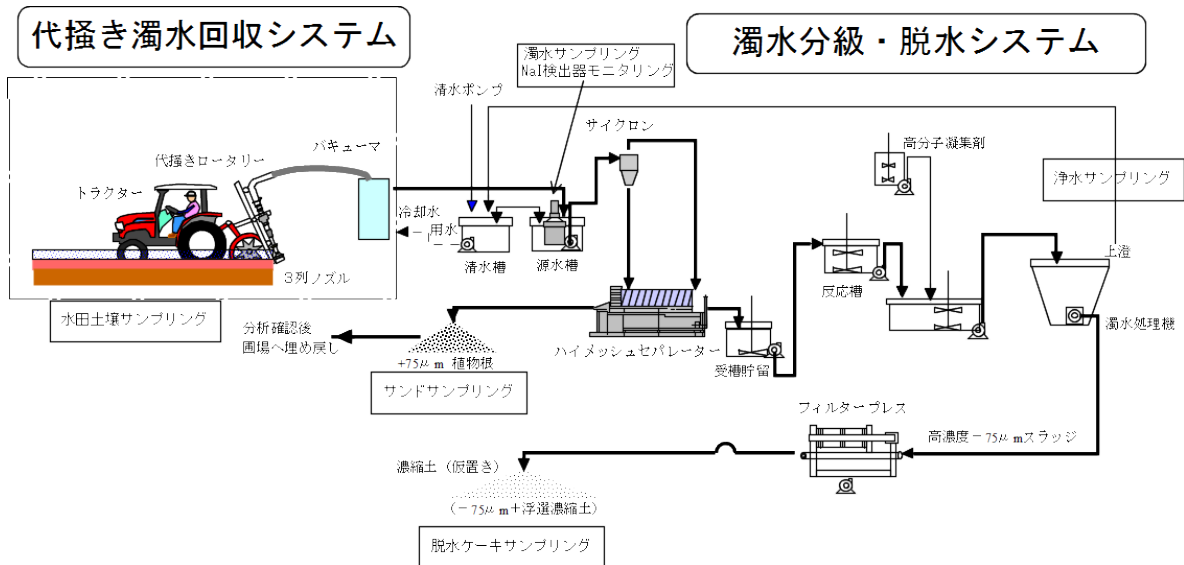 代掻き濁水回収システム
濁水分級・脱水システム
濁水サンプリング
NaI検出器モニタリング
清水ポンプ
サイクロン
高分子凝集剤
バキューマ
代掻きロータリー
トラクター
浄水サンプリング
冷却水
用水
清水槽
源水槽
上澄
3列ノズル
反応槽
水田土壌サンプリング
濁水処理機
分析確認後
圃場へ埋め戻し
ハイメッシュセパレーター
+75μm 植物根
受槽貯留
サンドサンプリング
フィルタープレス
高濃度-75μmスラッジ
濃縮土(仮置き)
(-75μm+浮選濃縮土)
脱水ケーキサンプリング